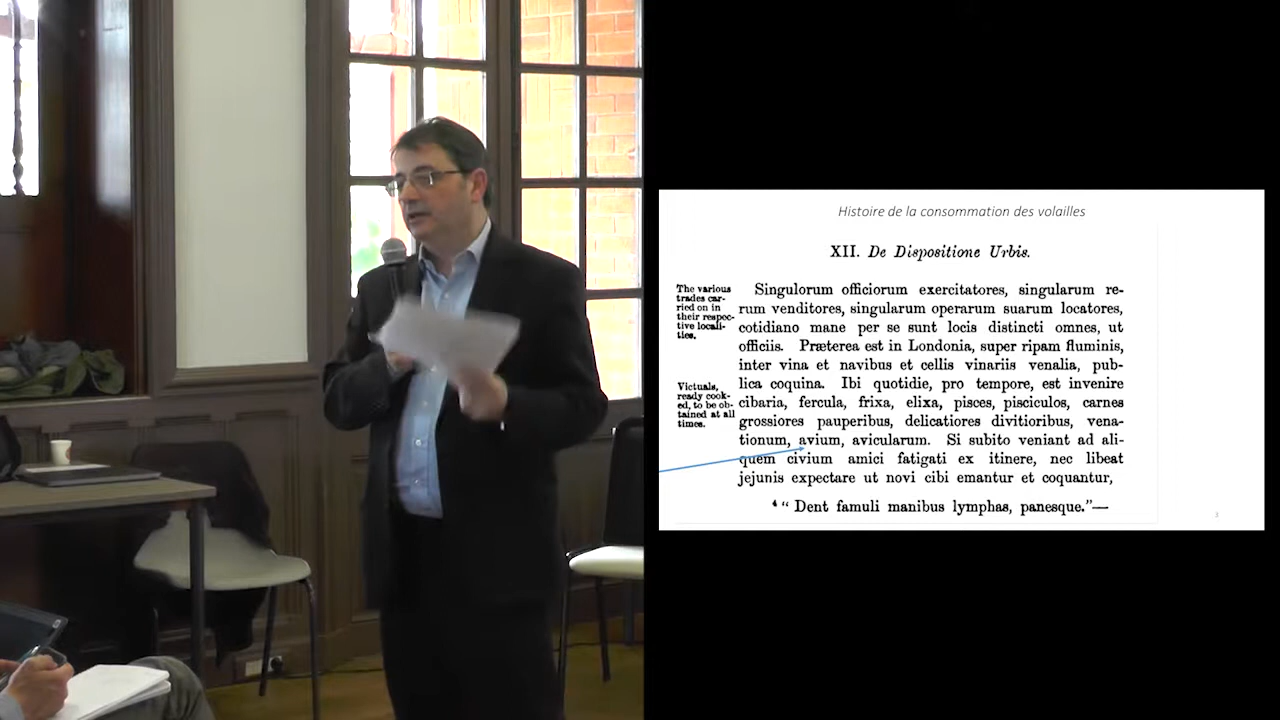 Histoire de la consommation des volailles
XII. De Dispositione Urbis.
The various
trades car-
ried on in
their respec-
tive locali-
ties.
Singulorum officiorum exercitatores, singularum re-
rum venditores, singularum operarum suarum locatores,
cotidiano mane per se sunt locis distincti omnes, ut
officiis. Præterea est in Londonia, super ripam fluminis,
inter vina et navibus et cellis vinariis venalia, pub-
lica coquina. Ibi quotidie, pro tempore, est invenire
Victuals,
ready cook-
ed, to be ob-
tained at all
times.
cibaria, fercula, frixa, elixa, pisces, pisciculos, carnes
grossiores pauperibus, delicatiores divitioribus, vena-
tionum, avium, avicularum. Si subito veniant ad ali-
quem civium amici fatigati ex itinere, nec libeat
jejunis expectare ut novi cibi emantur et coquantur,
4 “ Dent famuli manibus lymphas, panesque.”—